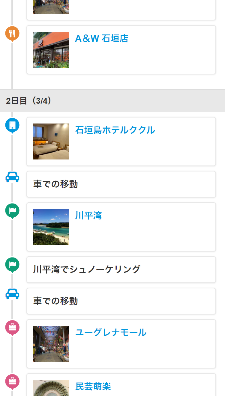 A&W 石垣店
2日目（3/4）
石垣島ホテルククル
車での移動
川平湾
川平湾でシュノーケリング
車での移動
ユーグレナモール
民芸萌楽